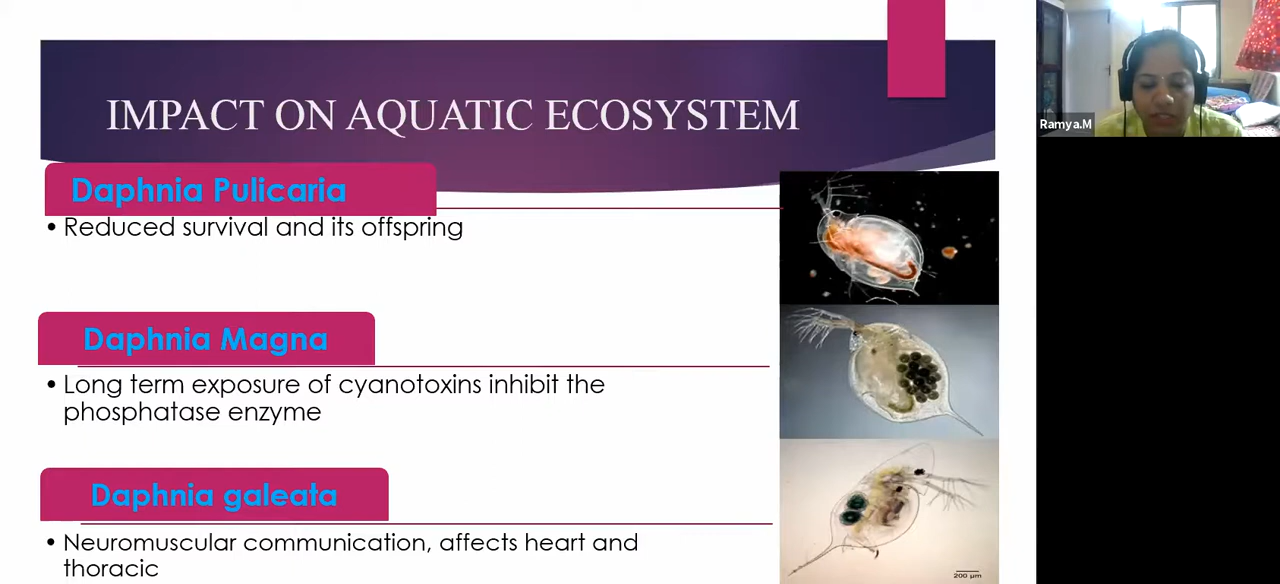 IMPACT ON AQUATIC ECOSYSTEM
Ramya.M
Daphnia Pulicaria
• Reduced survival and its offspring
Daphnia Magna
• Long term exposure of cyanotoxins inhibit the
phosphatase enzyme
Daphnia galeata
• Neuromuscular communication, affects heart and
thoracic
200 µm